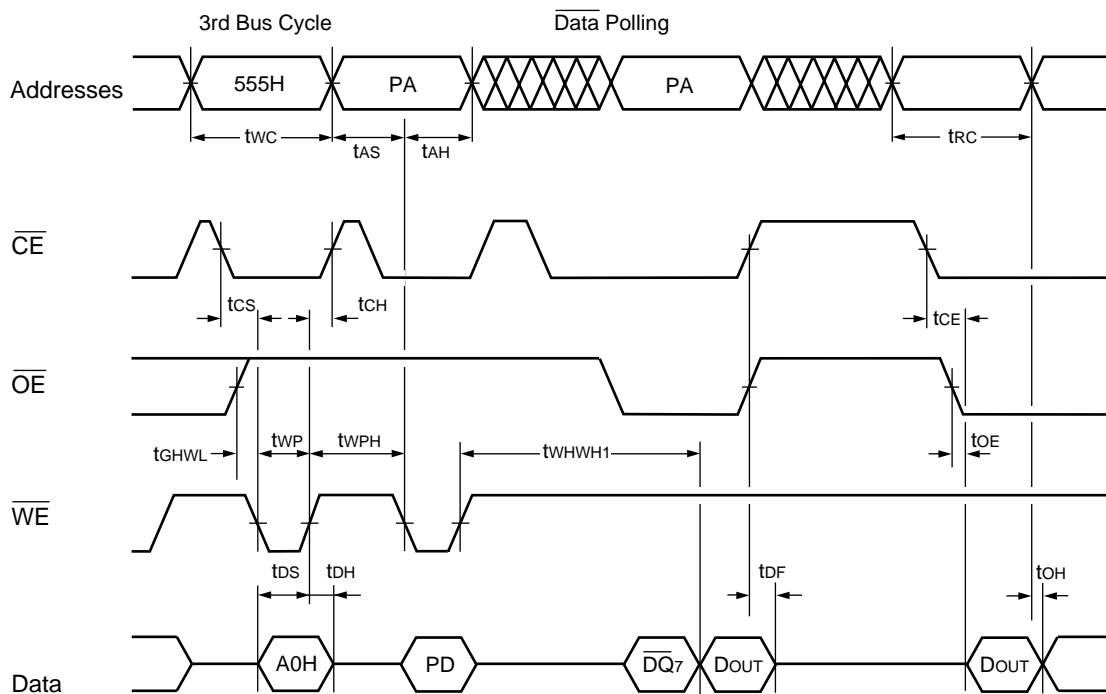 3rd Bus Cycle Data Polling
Addresses 555H PA PA
tWC tAS tAH tRC
CE
tCS tCH tCE
OE
tGHWL tWP tWPH tWHWH1 tOE
WE
tDS tDH tDF tOH
Data A0H PD DQ7 DOUT DOUT